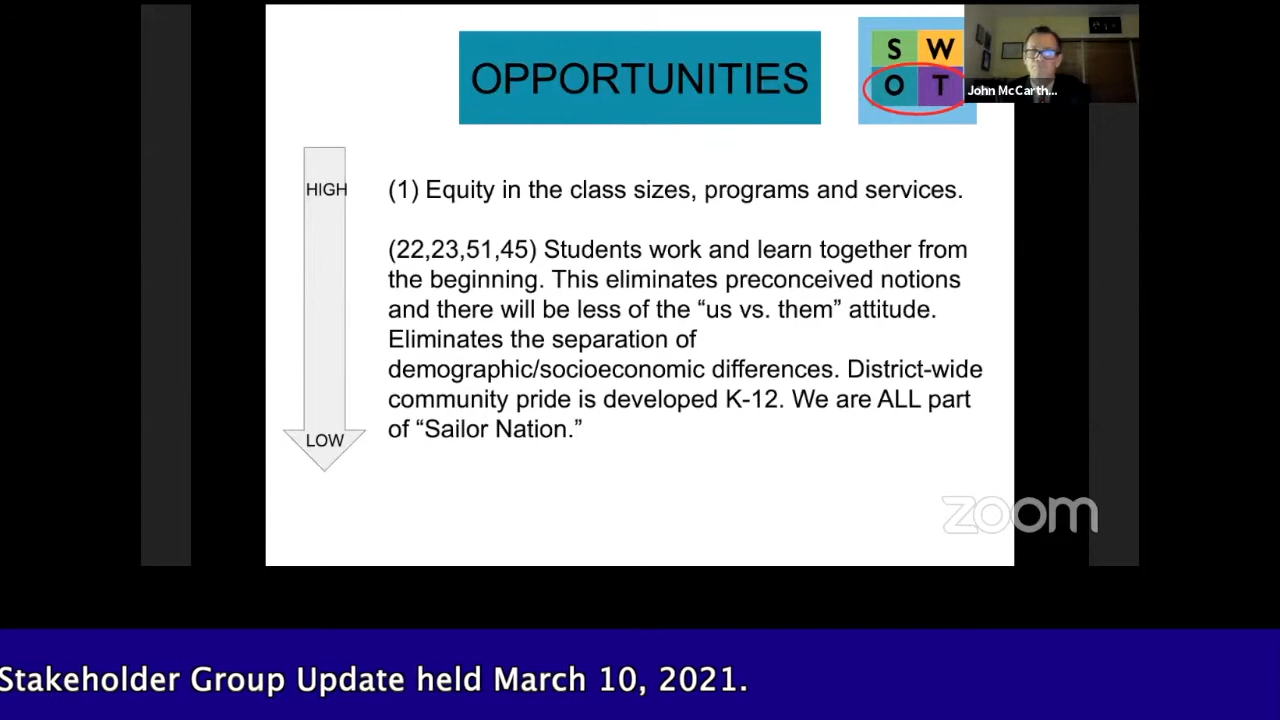 OPPORTUNITIES
S W
O T
John McCarth...
HIGH
(1) Equity in the class sizes, programs and services.
(22,23,51,45) Students work and learn together from
the beginning. This eliminates preconceived notions
and there will be less of the “us vs. them” attitude.
Eliminates the separation of
demographic/socioeconomic differences. District-wide
community pride is developed K-12. We are ALL part
of “Sailor Nation.”
LOW
zoom
Stakeholder Group Update held March 10, 2021.